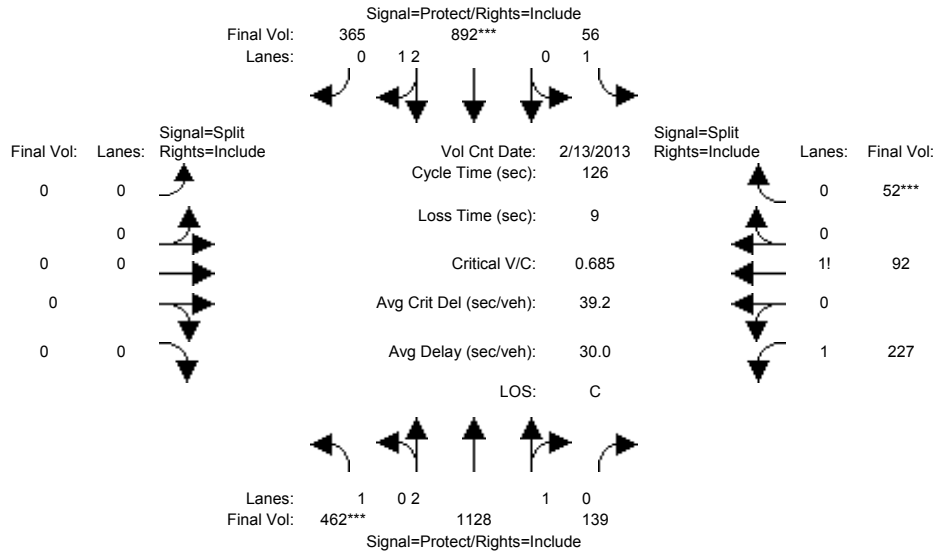 Signal=Protect/Rights=Include
Final Vol: 365 892*** 56
Lanes: 0 1 2 0 1
Signal=Split
Final Vol: Lanes: Rights=Include
Vol Cnt Date: 2/13/2013
Signal=Split
Rights=Include Lanes: Final Vol:
Cycle Time (sec): 126
0 0
0 52***
Loss Time (sec): 9
0
0
0 0
Critical V/C: 0.685
1! 92
0
Avg Crit Del (sec/veh): 39.2
0
0 0
Avg Delay (sec/veh): 30.0
1 227
LOS: C
Lanes: 1 0 2 1 0
Final Vol: 462*** 1128 139
Signal=Protect/Rights=Include